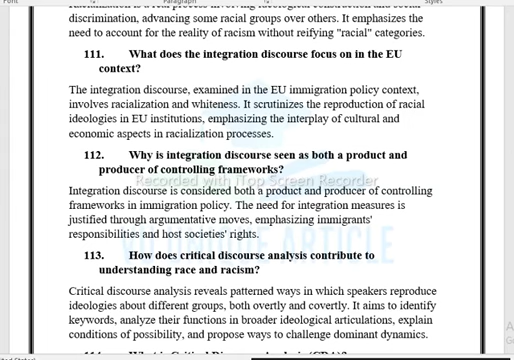 Font
Paragraph
Styles
discrimination, advancing some racial groups over others. It emphasizes the
need to account for the reality of racism without reifying "racial" categories.
111. What does the integration discourse focus on in the EU
context?
The integration discourse, examined in the EU immigration policy context,
involves racialization and whiteness. It scrutinizes the reproduction of racial
ideologies in EU institutions, emphasizing the interplay of cultural and
economic aspects in racialization processes.
112. Why is integration discourse seen as both a product and
producer of controlling frameworks?
Recorded with iTop Screen Recorder
Integration discourse is considered both a product and producer of controlling
frameworks in immigration policy. The need for integration measures is
justified through argumentative moves, emphasizing immigrants'
responsibilities and host societies' rights.
113. How does critical discourse analysis contribute to
understanding race and racism?
Critical discourse analysis reveals patterned ways in which speakers reproduce
ideologies about different groups, both overtly and covertly. It aims to identify
keywords, analyze their functions in broader ideological articulations, explain
conditions of possibility, and propose ways to challenge dominant dynamics.